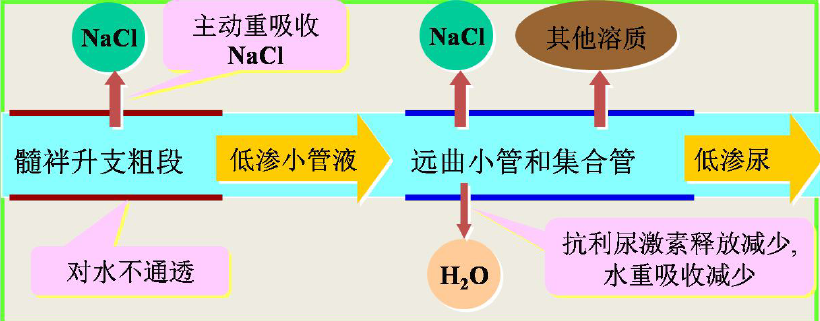 NaCl
主动重吸收
NaCl
NaCl
其他溶质
髓袢升支粗段
低渗小管液
远曲小管和集合管
低渗尿
对水不通透
H₂O
抗利尿激素释放减少,
水重吸收减少